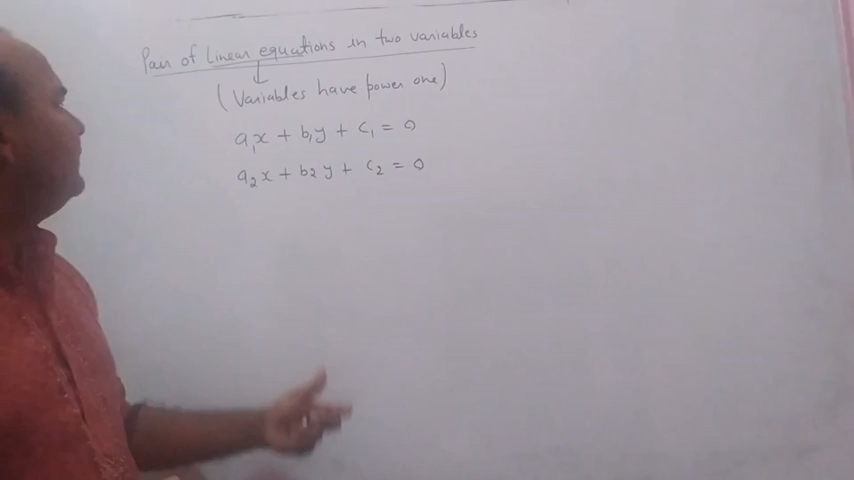 Pair of Linear equations in two variables
(Variables have power one)
a₁x + b₁y + c₁ = 0
a₂x + b₂y + c₂ = 0